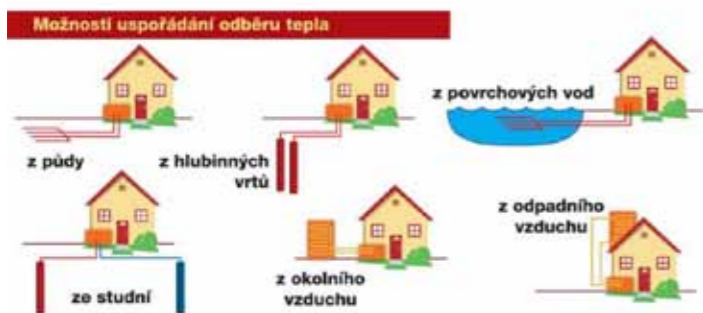 Možnosti uspořádání odběru tepla
z půdy
z hlubinných
vrtů
z povrchových vod
ze studní
z okolního
vzduchu
z odpadního
vzduchu